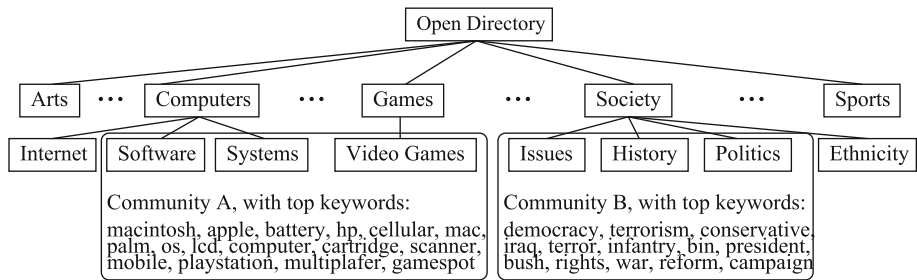 Open Directory
Arts ... Computers ... Games ... Society ... Sports
Internet Software Systems Video Games Issues History Politics Ethnicity
Community A, with top keywords:
macintosh, apple, battery, hp, cellular, mac,
palm, os, lcd, computer, cartridge, scanner,
mobile, playstation, multiplafer, gamespot
Community B, with top keywords:
democracy, terrorism, conservative,
iraq, terror, infantry, bin, president,
bush, rights, war, reform, campaign